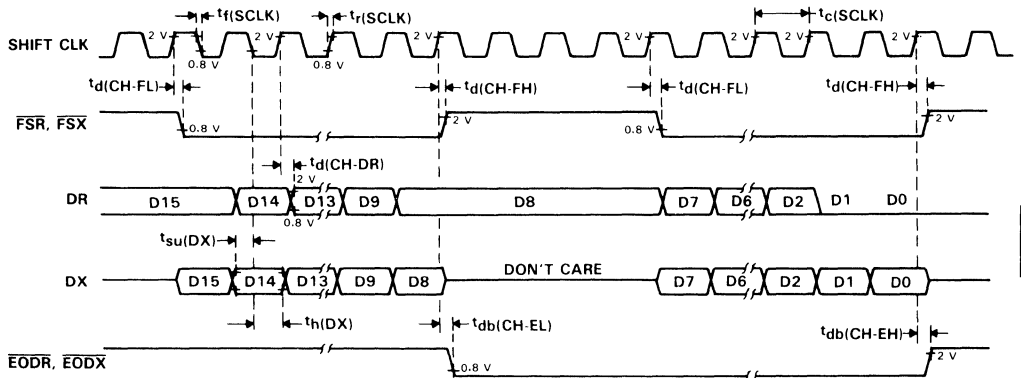 tf(SCLK) tr(SCLK) tc(SCLK)
SHIFT CLK 2 V 2 V 2 V 2 V 2 V 2 V 2 V
0.8 V 0.8 V
td(CH-FL) td(CH-FH) td(CH-FL) td(CH-FH)
FSR, FSX 0.8 V 2 V 0.8 V 2 V
td(CH-DR)
2 V
DR D15 D14 D13 D9 D8 D7 D6 D2 D1 D0
0.8 V
tsu(DX)
DX D15 D14 D13 D9 D8 DON'T CARE D7 D6 D2 D1 D0
th(DX) tdb(CH-EL) tdb(CH-EH)
EODR, EODX 0.8 V 2 V